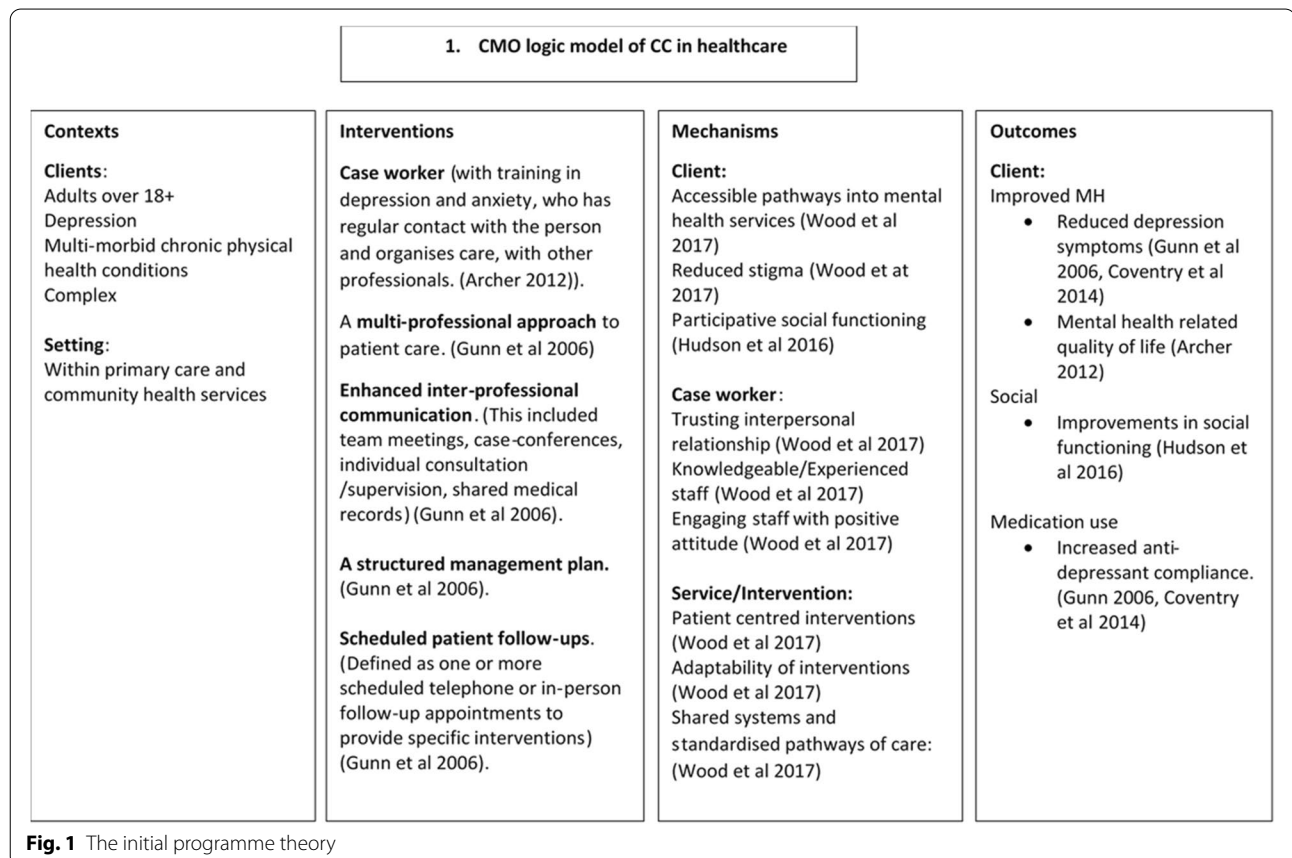 1. CMO logic model of CC in healthcare
Contexts
Clients:
Adults over 18+
Depression
Multi-morbid chronic physical
health conditions
Complex
Setting:
Within primary care and
community health services
Interventions
Case worker (with training in
depression and anxiety, who has
regular contact with the person
and organises care, with other
professionals. (Archer 2012)).
A multi-professional approach to
patient care. (Gunn et al 2006)
Enhanced inter-professional
communication. (This included
team meetings, case-conferences,
individual consultation
/supervision, shared medical
records) (Gunn et al 2006).
A structured management plan.
(Gunn et al 2006).
Scheduled patient follow-ups.
(Defined as one or more
scheduled telephone or in-person
follow-up appointments to
provide specific interventions)
(Gunn et al 2006).
Mechanisms
Client:
Accessible pathways into mental
health services (Wood et al
2017)
Reduced stigma (Wood et at
2017)
Participative social functioning
(Hudson et al 2016)
Case worker:
Trusting interpersonal
relationship (Wood et al 2017)
Knowledgeable/Experienced
staff (Wood et al 2017)
Engaging staff with positive
attitude (Wood et al 2017)
Service/Intervention:
Patient centred interventions
(Wood et al 2017)
Adaptability of interventions
(Wood et al 2017)
Shared systems and
standardised pathways of care:
(Wood et al 2017)
Outcomes
Client:
Improved MH
• Reduced depression
symptoms (Gunn et al
2006, Coventry et al
2014)
• Mental health related
quality of life (Archer
2012)
Social
• Improvements in social
functioning (Hudson et
al 2016)
Medication use
• Increased anti-
depressant compliance.
(Gunn 2006, Coventry
et al 2014)
Fig. 1 The initial programme theory